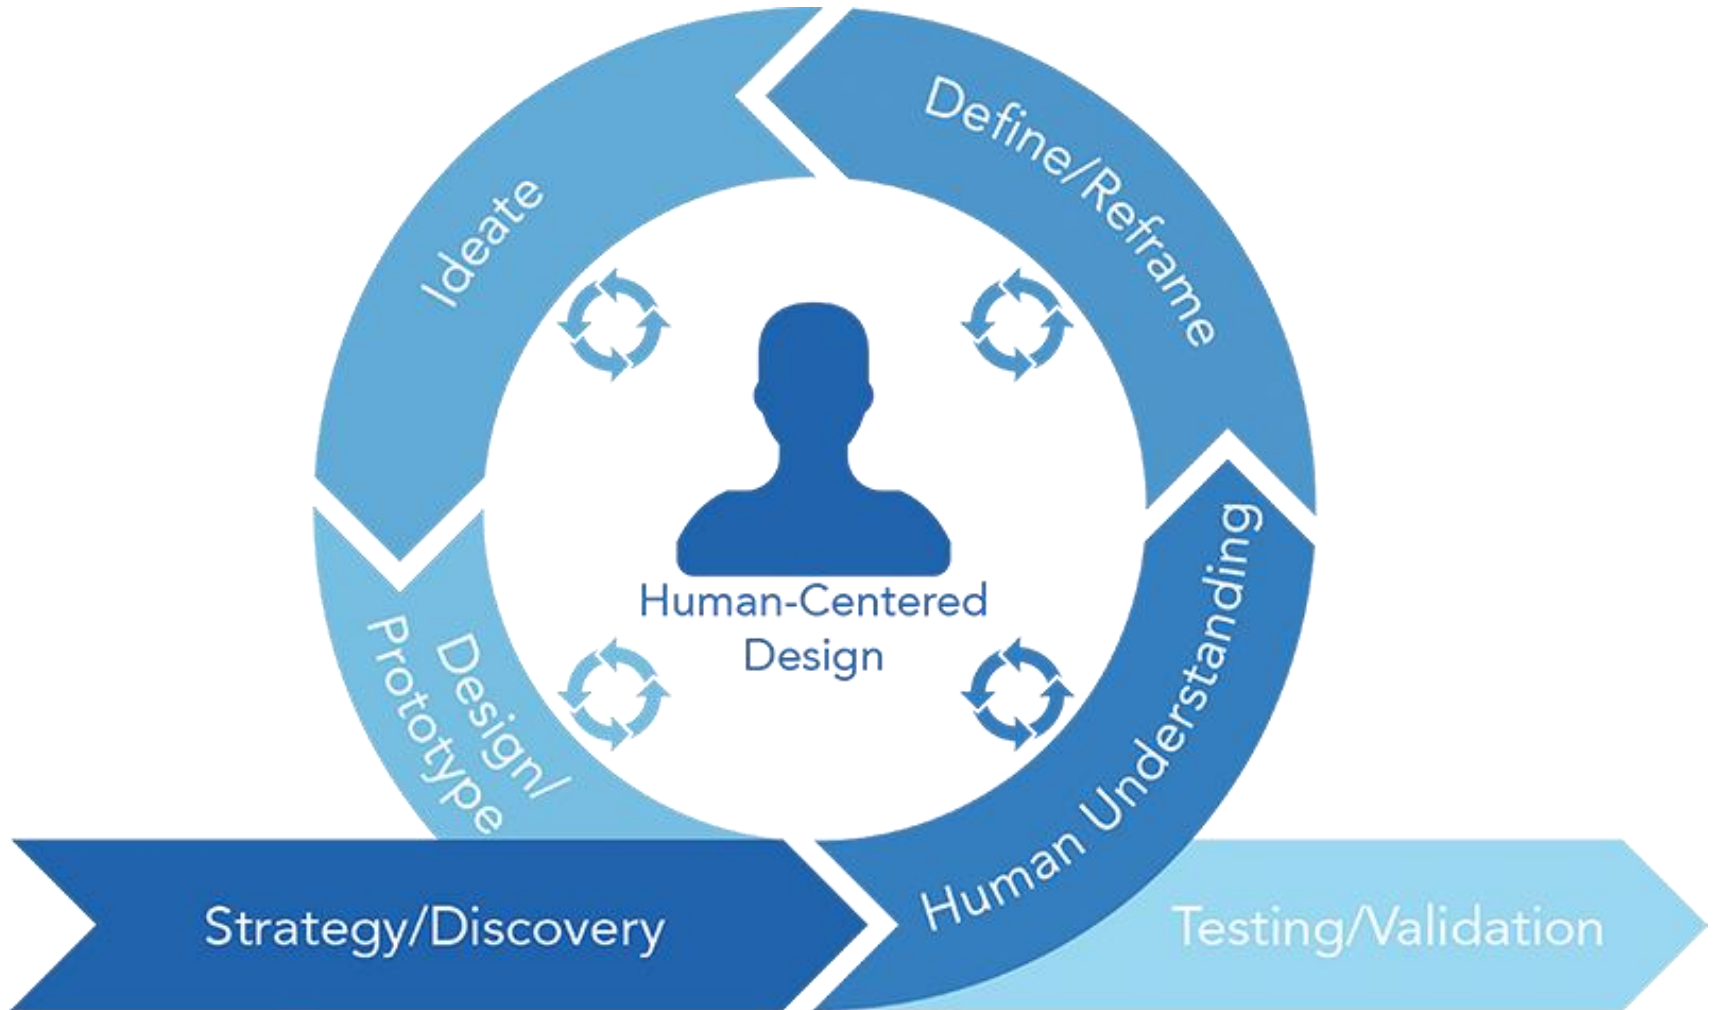 Define/Reframe
Ideate
Human-Centered
Design
Human Understanding
Design/
Prototype
Strategy/Discovery
Testing/Validation